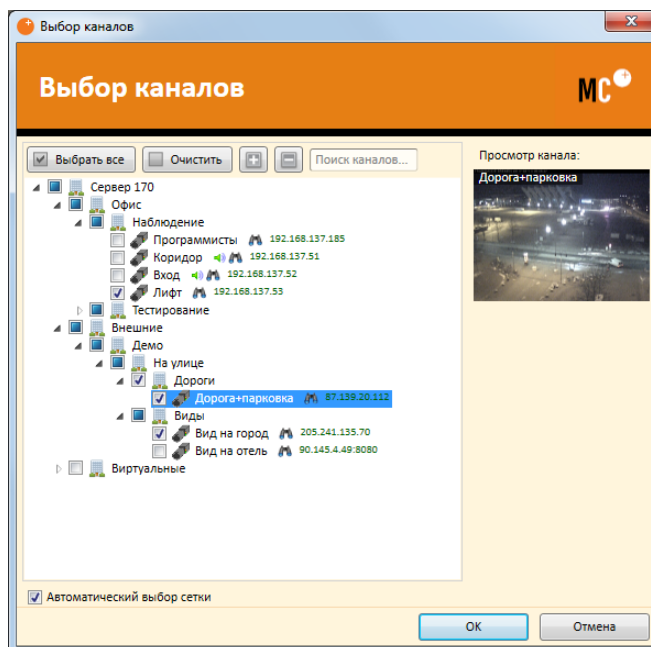 Выбор каналов
Выбор каналов
MC
Выбрать все
Очистить
Поиск каналов...
Просмотр канала:
Дорога+парковка
Сервер 170
Офис
Наблюдение
Программисты 192.168.137.185
Коридор 192.168.137.51
Вход 192.168.137.52
Лифт 192.168.137.53
Тестирование
Внешние
Демо
На улице
Дороги
Дорога+парковка 87.139.20.112
Виды
Вид на город 205.241.135.70
Вид на отель 90.145.4.49:8080
Виртуальные
Автоматический выбор сетки
ОК
Отмена